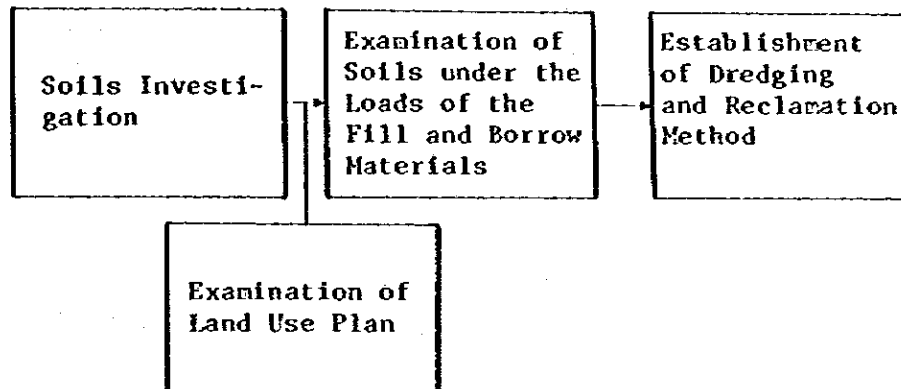 Soils Investi-
gation
Examination of
Soils under the
Loads of the
Fill and Borrow
Materials
Establishment
of Dredging
and Reclamation
Method
Examination of
Land Use Plan